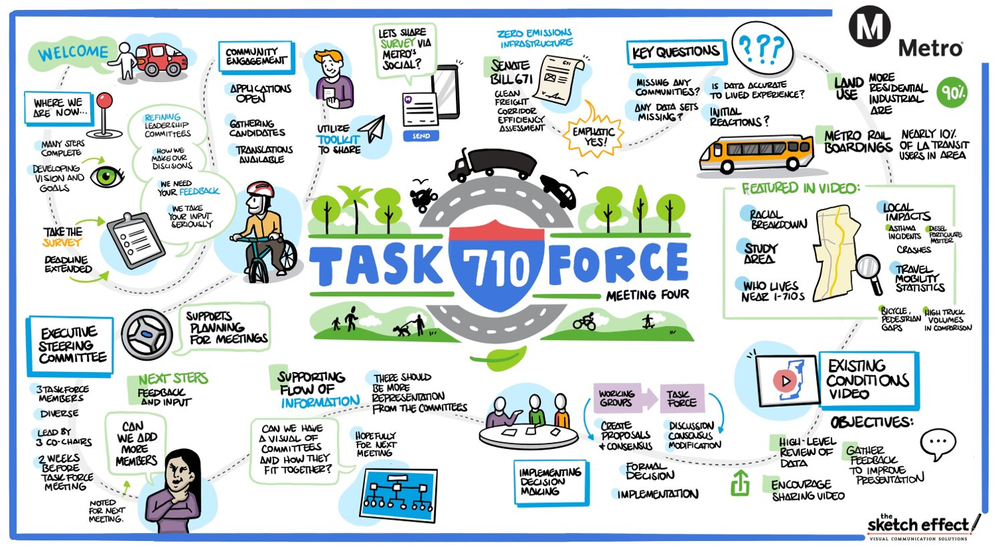 WELCOME
WHERE WE
ARE NOW...
MANY STEPS
COMPLETE
DEVELOPING
VISION AND
GOALS
TAKE THE
SURVEY
DEADLINE
EXTENDED
REFINING
LEADERSHIP
COMMITTEES
HOW WE
MAKE OUR
DISCISIONS
WE NEED
YOUR FEEDBACK
WE TAKE
YOUR INPUT
SERIOUSLY
COMMUNITY
ENGAGEMENT
APPLICATIONS
OPEN
GATHERING
CANDIDATES
TRANSLATIONS
AVAILABLE
UTILIZE
TOOLKIT
TO SHARE
LETS SHARE
SURVEY VIA
METRO'S
SOCIAL?
M
SEND
ZERO EMISSIONS
INFRASTRUCTURE
SENATE
BILL 671
CLEAN
FREIGHT
CORRIDOR
EFFICIENCY
ASSESSMENT
671
EMPHATIC
YES!
KEY QUESTIONS
???
MISSING ANY
COMMUNITIES?
ANY DATA SETS
MISSING?
IS DATA ACCURATE
TO LIVED EXPERIENCE?
INITIAL
REACTIONS?
M
Metro
LAND
USE
MORE
RESIDENTIAL
INDUSTRIAL
ARE
90%
METRO RAIL
BOARDINGS
NEARLY 10%
OF LA TRANSIT
USERS IN AREA
FEATURED IN VIDEO:
RACIAL
BREAKDOWN
STUDY
AREA
WHO LIVES
NEAR I-710S
LOCAL
IMPACTS
ASTHMA
INCIDENTS
DIESEL
PARTICULATE
MATTER
CRASHES
TRAVEL
MOBILITY
STATISTICS
BICYCLE,
PEDESTRIAN
GAPS
HIGH TRUCK
VOLUMES
IN COMPARISON
TASK 710 FORCE
MEETING FOUR
EXECUTIVE
STEERING
COMMITTEE
SUPPORTS
PLANNING
FOR MEETINGS
3 TASK FORCE
MEMBERS
DIVERSE
LEAD BY
3 CO-CHAIRS
2 WEEKS
BEFORE
TASK FORCE
MEETING
NEXT STEPS
FEEDBACK
AND INPUT
CAN
WE ADD
MORE
MEMBERS
NOTED
FOR NEXT
MEETING.
SUPPORTING
FLOW OF
INFORMATION
THERE SHOULD
BE MORE
REPRESENTATION
FROM THE COMMITTEES
CAN WE HAVE
A VISUAL OF
COMMITTEES
AND HOW THEY
FIT TOGETHER?
HOPEFULLY
FOR NEXT
MEETING
IMPLEMENTING
DECISION
MAKING
WORKING
GROUPS
TASK
FORCE
CREATE
PROPOSALS
+ CONSENSUS
DISCUSSION
CONSENSUS
MODIFICATION
FORMAL
DECISION
IMPLEMENTATION
EXISTING
CONDITIONS
VIDEO
OBJECTIVES:
HIGH-LEVEL
REVIEW OF
DATA
GATHER
FEEDBACK
TO IMPROVE
PRESENTATION
ENCOURAGE
SHARING VIDEO
the
sketch effect
VISUAL COMMUNICATION SOLUTIONS